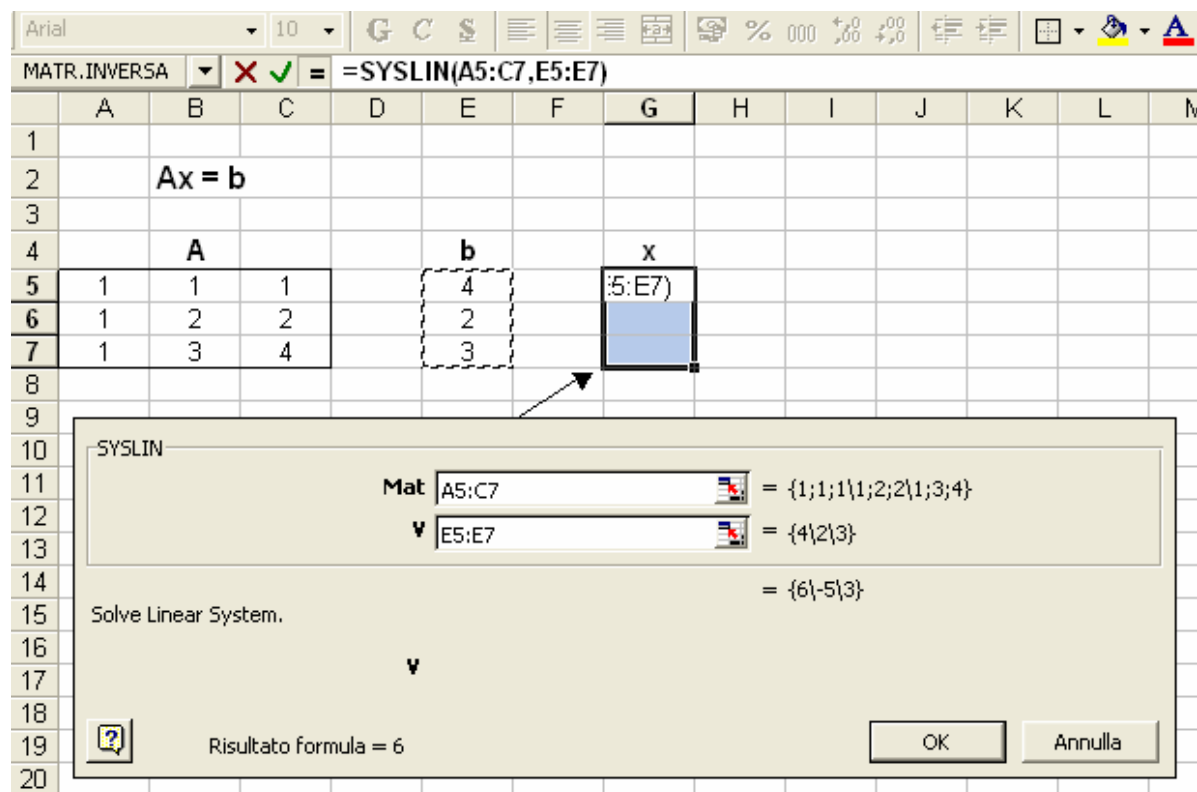 Arial 10 G C S % 000
MATR.INVERSA = =SYSLIN(A5:C7,E5:E7)
A B C D E F G H I J K L
1
2 Ax = b
3
4 A b x
5 1 1 1 4 :5:E7)
6 1 2 2 2
7 1 3 4 3
8
9
10 SYSLIN
11 Mat A5:C7 = {1;1;1\1;2;2\1;3;4}
12 v E5:E7 = {4\2\3}
13
14 = {6\-5\3}
15 Solve Linear System.
16 v
17
18
19 Risultato formula = 6 OK Annulla
20